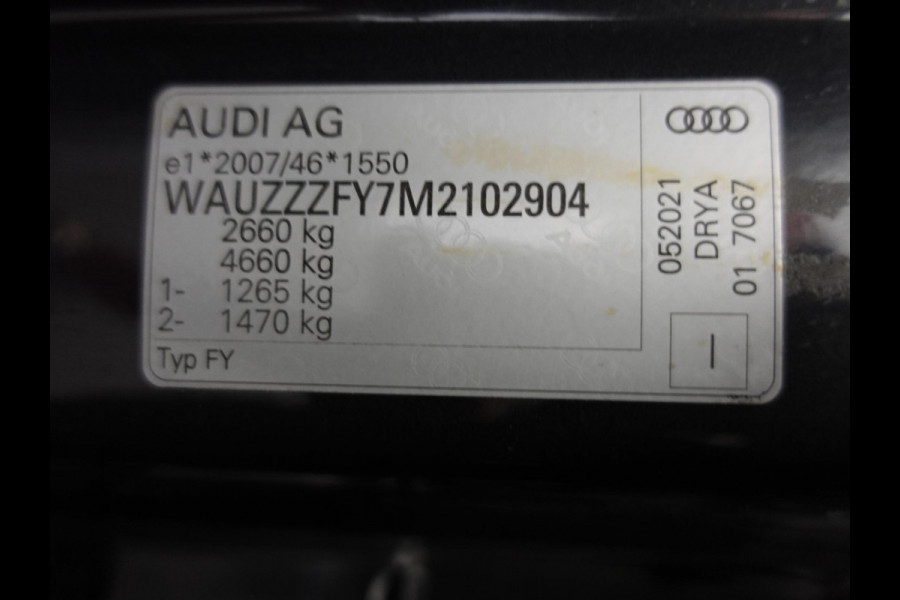 AUDI AG
e1*2007/46*1550
WAUZZZFY7M2102904
2660 kg
4660 kg
1- 1265 kg
2- 1470 kg
Typ FY
052021
DRYA
01 7067
–